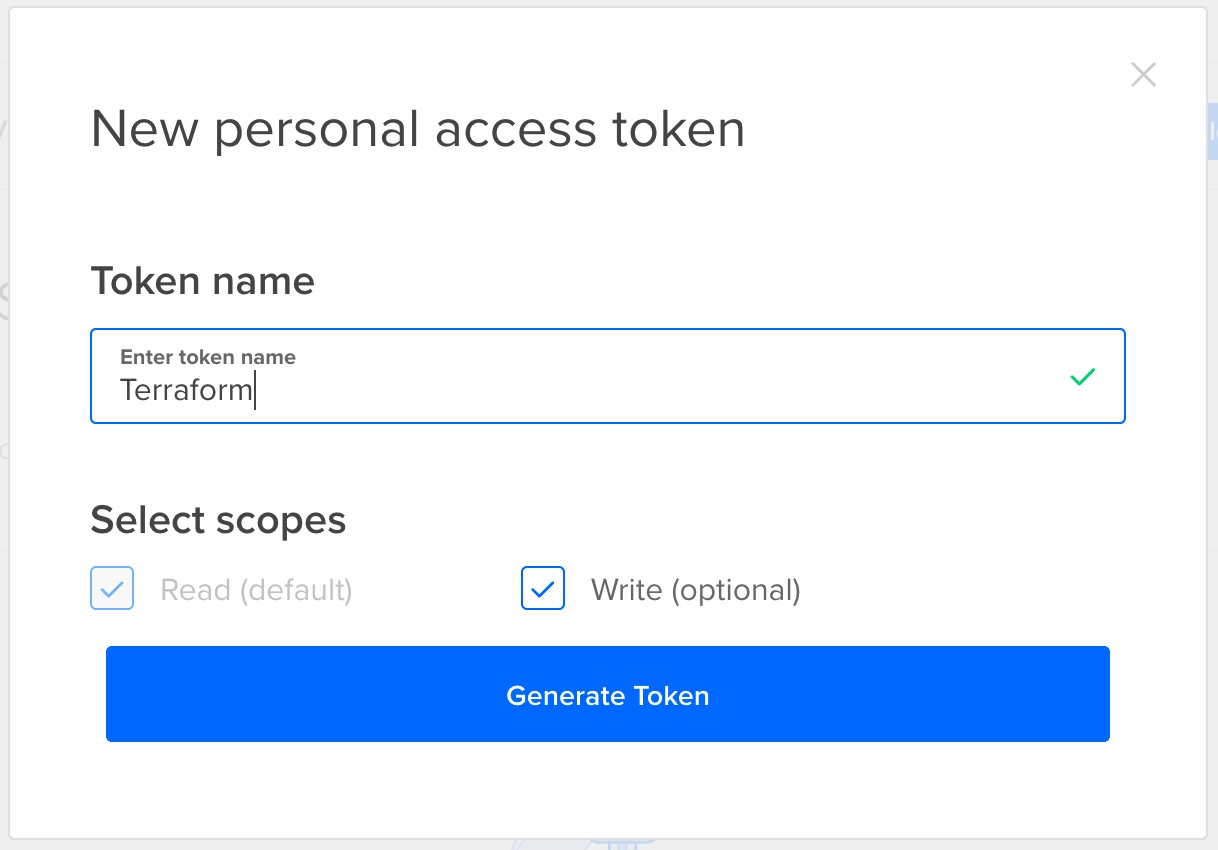 New personal access token
Token name
Enter token name
Terraform
Select scopes
Read (default)
Write (optional)
Generate Token